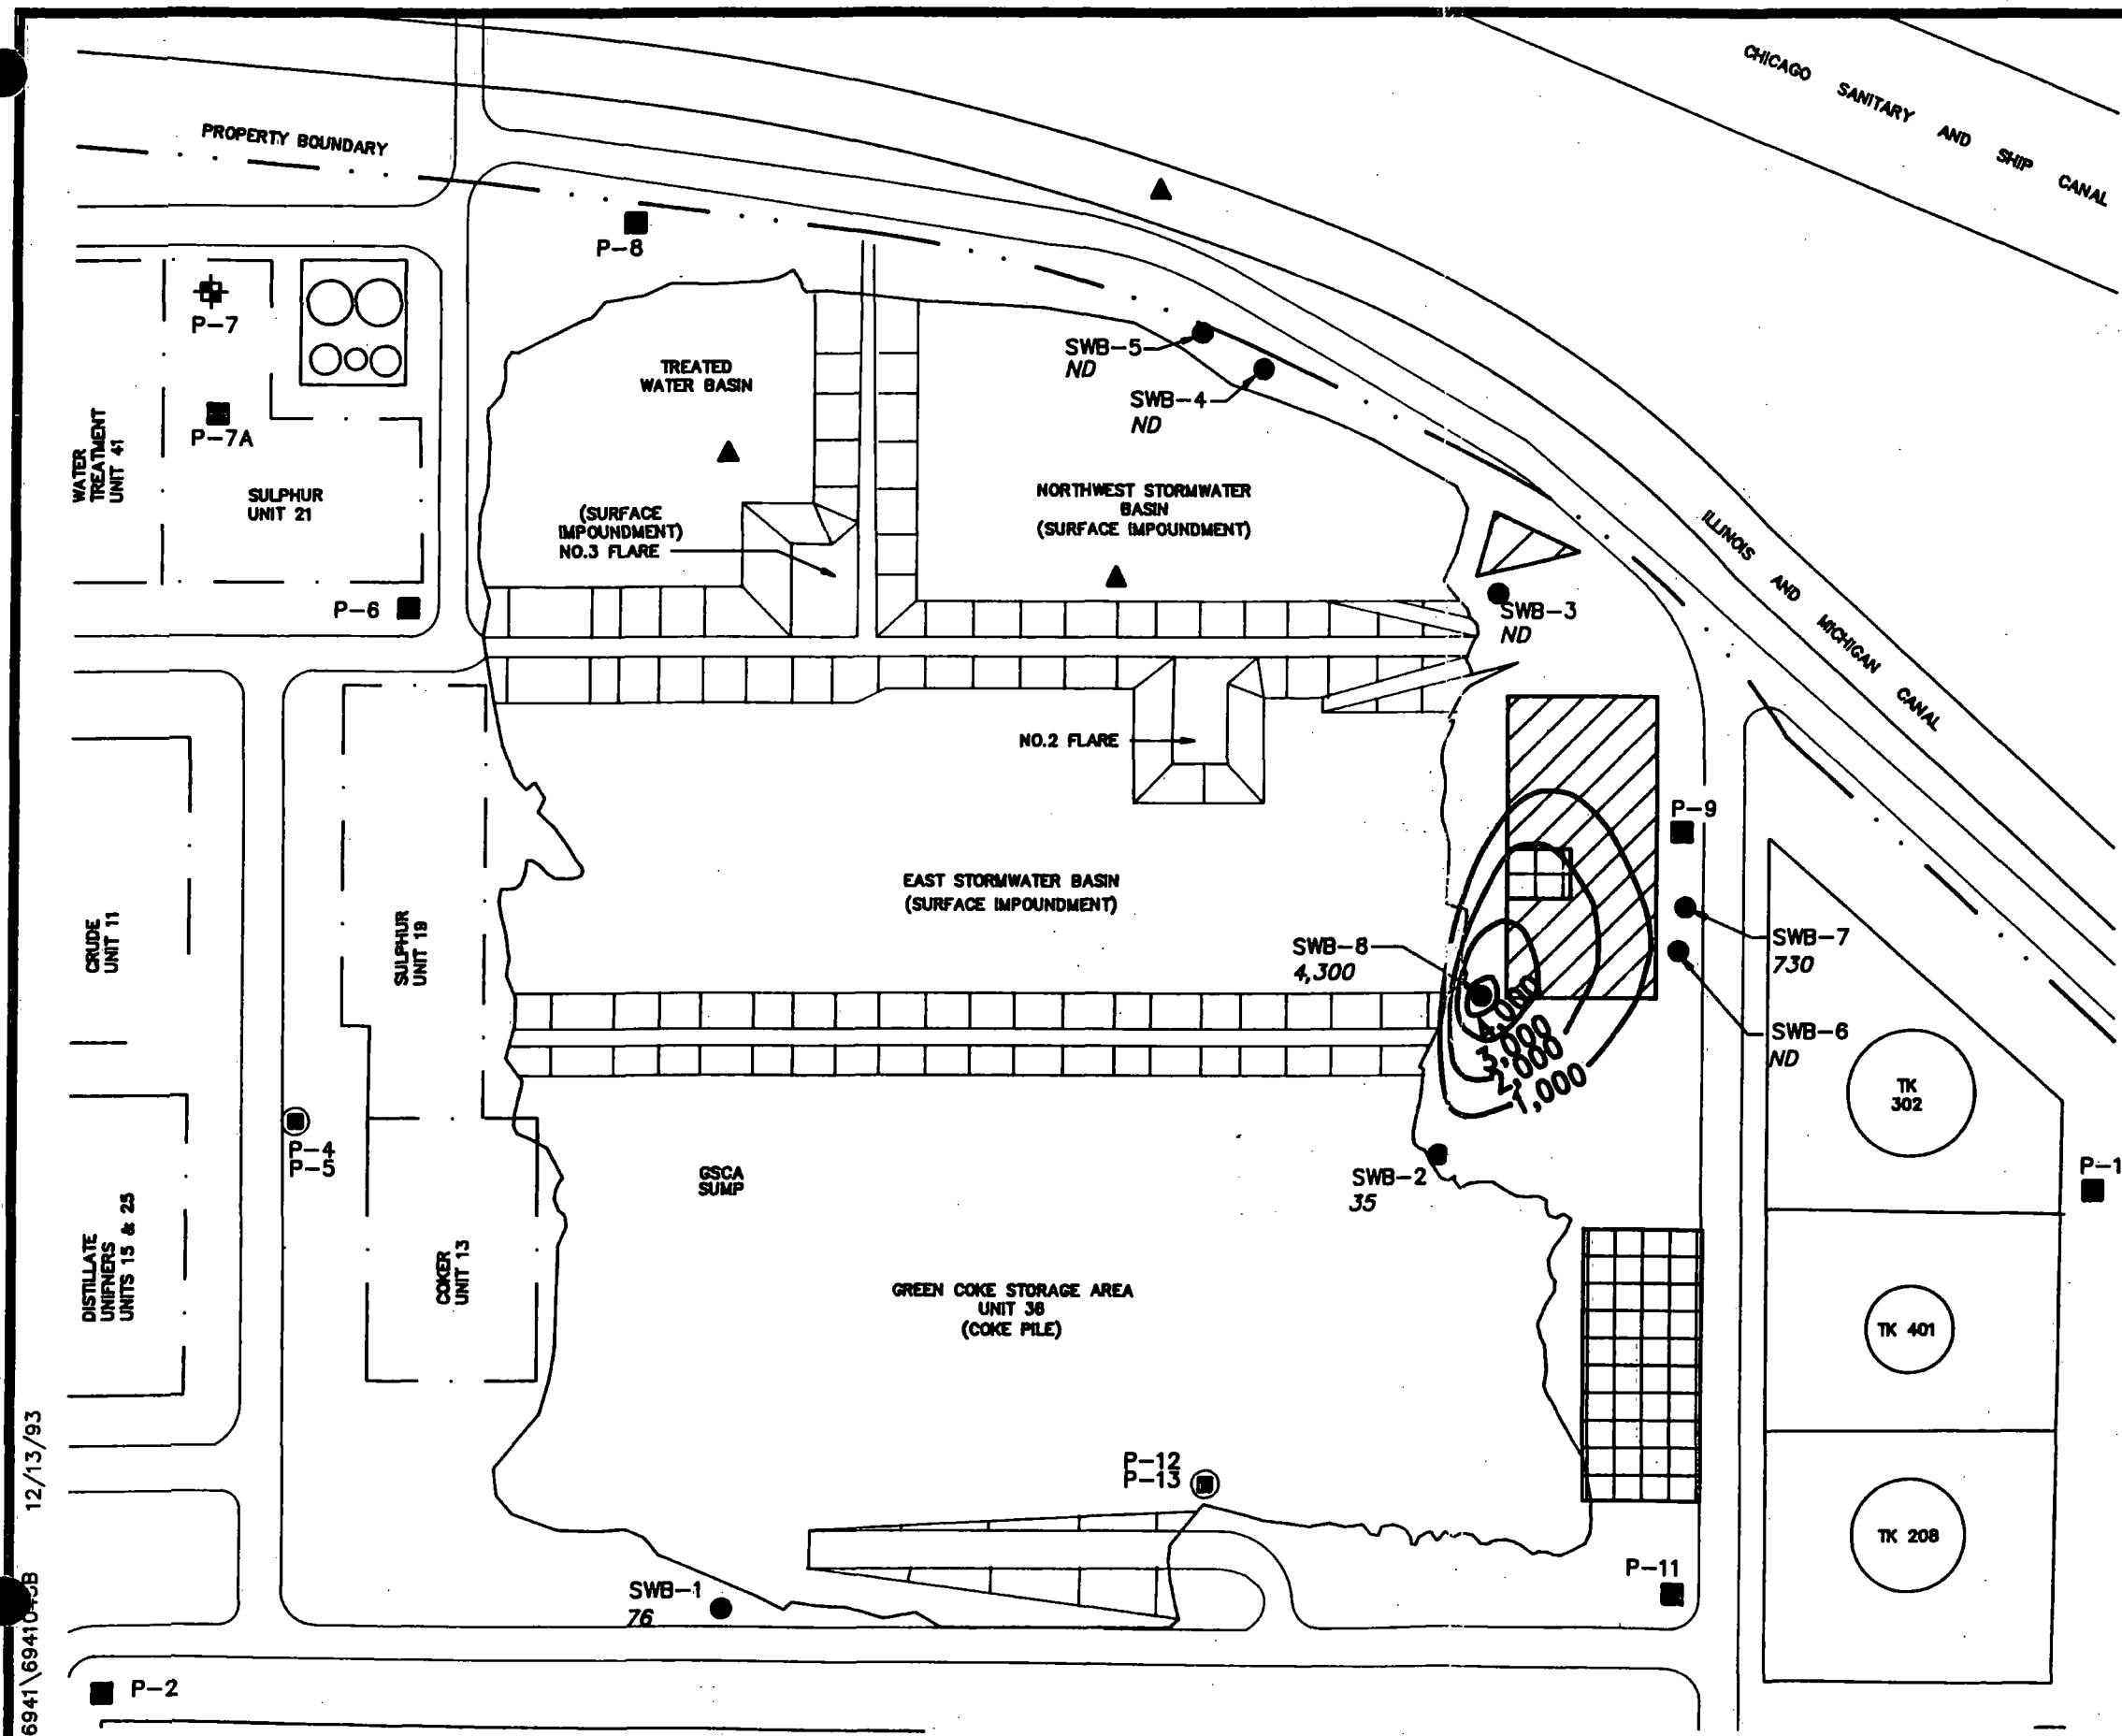 CHICAGO SANITARY AND SHIP CANAL
PROPERTY BOUNDARY
P-8
P-7
SWB-5
ND
SWB-4
ND
TREATED
WATER BASIN
P-7A
WATER
TREATMENT
UNIT 41
SULPHUR
UNIT 21
(SURFACE
IMPOUNDMENT)
NO.3 FLARE
NORTHWEST STORMWATER
BASIN
(SURFACE IMPOUNDMENT)
ILLINOIS AND MICHIGAN CANAL
P-6
SWB-3
ND
NO.2 FLARE
P-9
EAST STORMWATER BASIN
(SURFACE IMPOUNDMENT)
CRUDE
UNIT 11
SULPHUR
UNIT 19
SWB-8
4,300
SWB-7
730
SWB-6
ND
4,000
3,000
2,000
1,000
TK
302
P-4
P-5
GSCA
SUMP
SWB-2
35
P-1
DISTILLATE
UNIFINERS
UNITS 15 & 25
COKER
UNIT 13
GREEN COKE STORAGE AREA
UNIT 36
(COKE PILE)
TK 401
P-12
P-13
TK 208
P-11
SWB-1
76
P-2
12/13/93